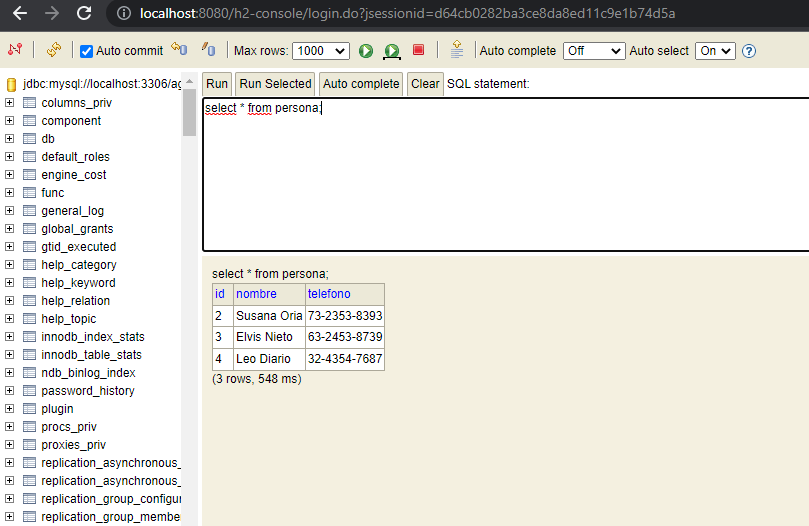 localhost:8080/h2-console/login.do?jsessionid=d64cb0282ba3ce8da8ed11c9e1b74d5a
Auto commit Max rows: 1000 Auto complete Off Auto select On
jdbc:mysql://localhost:3306/ag
columns_priv
component
db
default_roles
engine_cost
func
general_log
global_grants
gtid_executed
help_category
help_keyword
help_relation
help_topic
innodb_index_stats
innodb_table_stats
ndb_binlog_index
password_history
plugin
procs_priv
proxies_priv
replication_asynchronous_
replication_asynchronous_
replication_group_configur
replication_group_membe
Run Run Selected Auto complete Clear SQL statement:
select * from persona;
select * from persona;
id nombre telefono
2 Susana Oria 73-2353-8393
3 Elvis Nieto 63-2453-8739
4 Leo Diario 32-4354-7687
(3 rows, 548 ms)